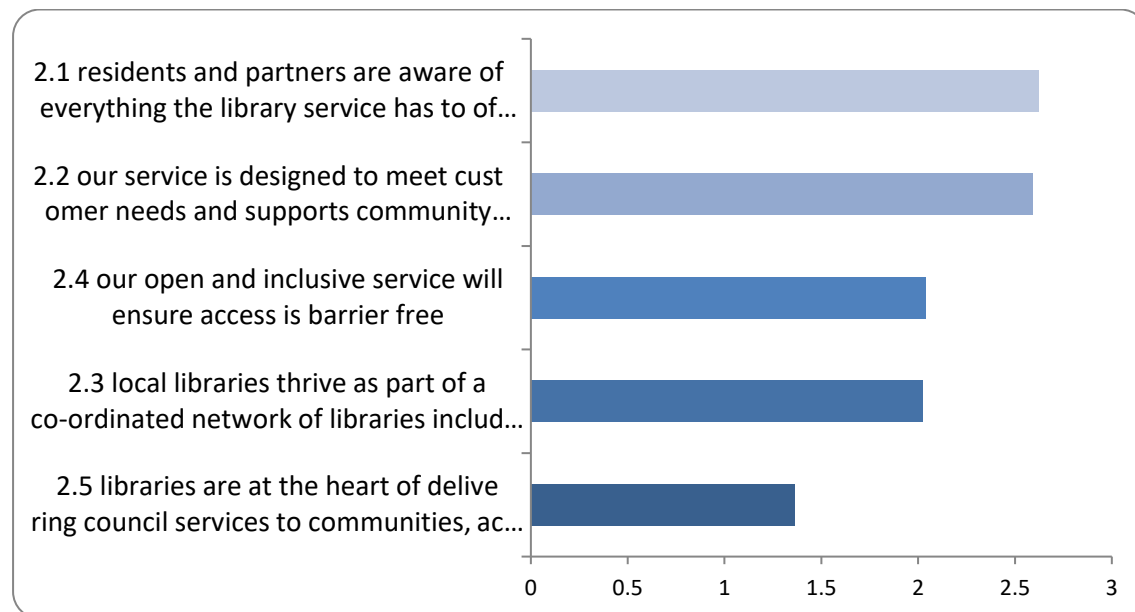 2.1 residents and partners are aware of
everything the library service has to of...
2.2 our service is designed to meet cust
omer needs and supports community...
2.4 our open and inclusive service will
ensure access is barrier free
2.3 local libraries thrive as part of a
co-ordinated network of libraries includ...
2.5 libraries are at the heart of delive
ring council services to communities, ac...
0 0.5 1 1.5 2 2.5 3